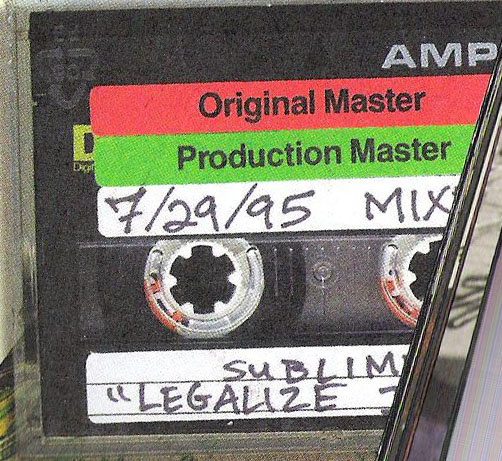 AMP
Original Master
Production Master
7/29/95 MIX
SUBLIM
"LEGALIZE